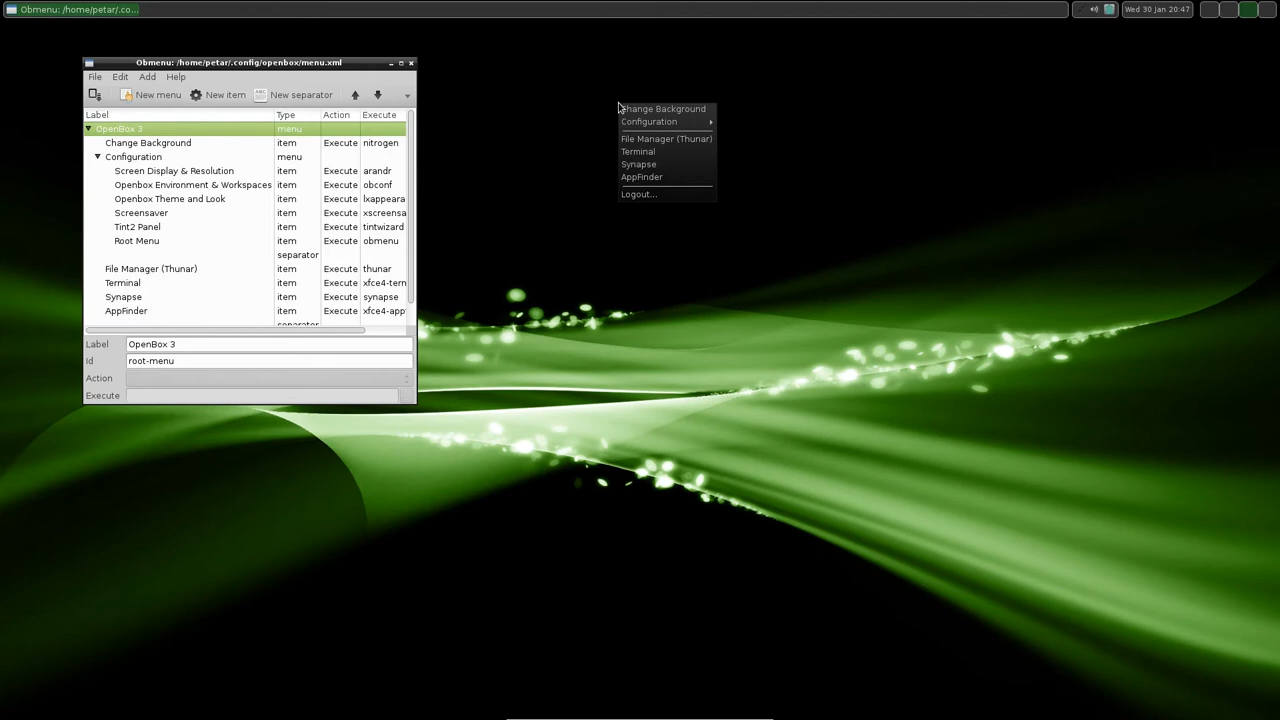 Obmenu: /home/petar/.co...
Wed 30 Jan 20:47
Obmenu: /home/petar/.config/openbox/menu.xml
File Edit Add Help
New menu New item ABC New separator
Label Type Action Execute
OpenBox 3 menu
Change Background item Execute nitrogen
Configuration menu
Screen Display & Resolution item Execute arandr
Openbox Environment & Workspaces item Execute obconf
Openbox Theme and Look item Execute lxappeara
Screensaver item Execute xscreensa
Tint2 Panel item Execute tintwizard
Root Menu item Execute obmenu
separator
File Manager (Thunar) item Execute thunar
Terminal item Execute xfce4-tern
Synapse item Execute synapse
AppFinder item Execute xfce4-app
separator
Label OpenBox 3
Id root-menu
Action
Execute
Change Background
Configuration
File Manager (Thunar)
Terminal
Synapse
AppFinder
Logout...